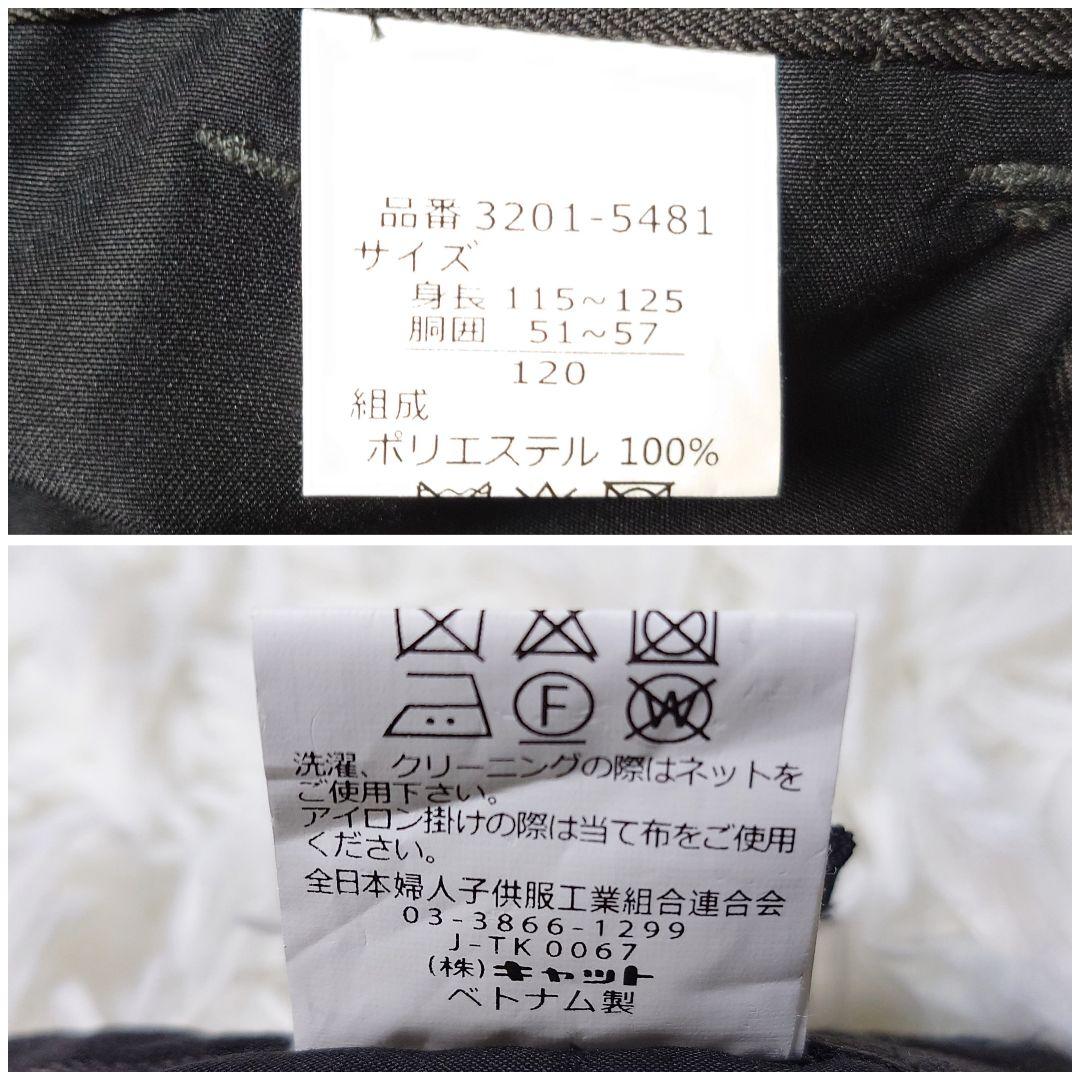 品番 3201-5481
サイズ
身長 115~125
胴囲 51~57
120
組成
ポリエステル 100%
F W
洗濯、クリーニングの際はネットを
ご使用下さい。
アイロン掛けの際は当て布をご使用
ください。
全日本婦人子供服工業組合連合会
03-3866-1299
J-TK0067
(株)キャット
ベトナム製